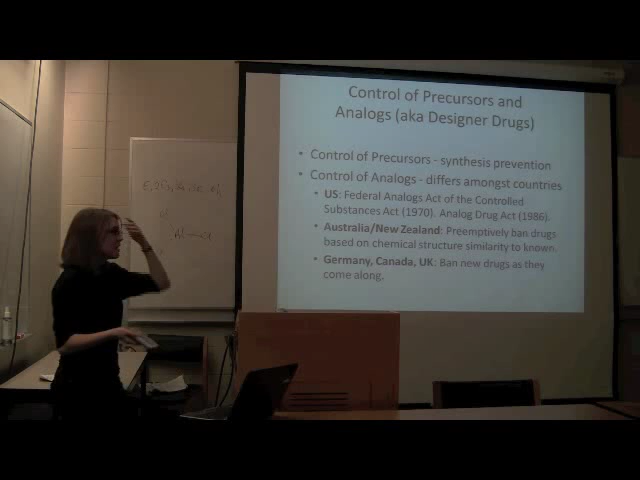 Control of Precursors and
Analogs (aka Designer Drugs)
• Control of Precursors - synthesis prevention
• Control of Analogs - differs amongst countries
• US: Federal Analogs Act of the Controlled
Substances Act (1970). Analog Drug Act (1986).
• Australia/New Zealand: Preemptively ban drugs
based on chemical structure similarity to known.
• Germany, Canada, UK: Ban new drugs as they
come along.